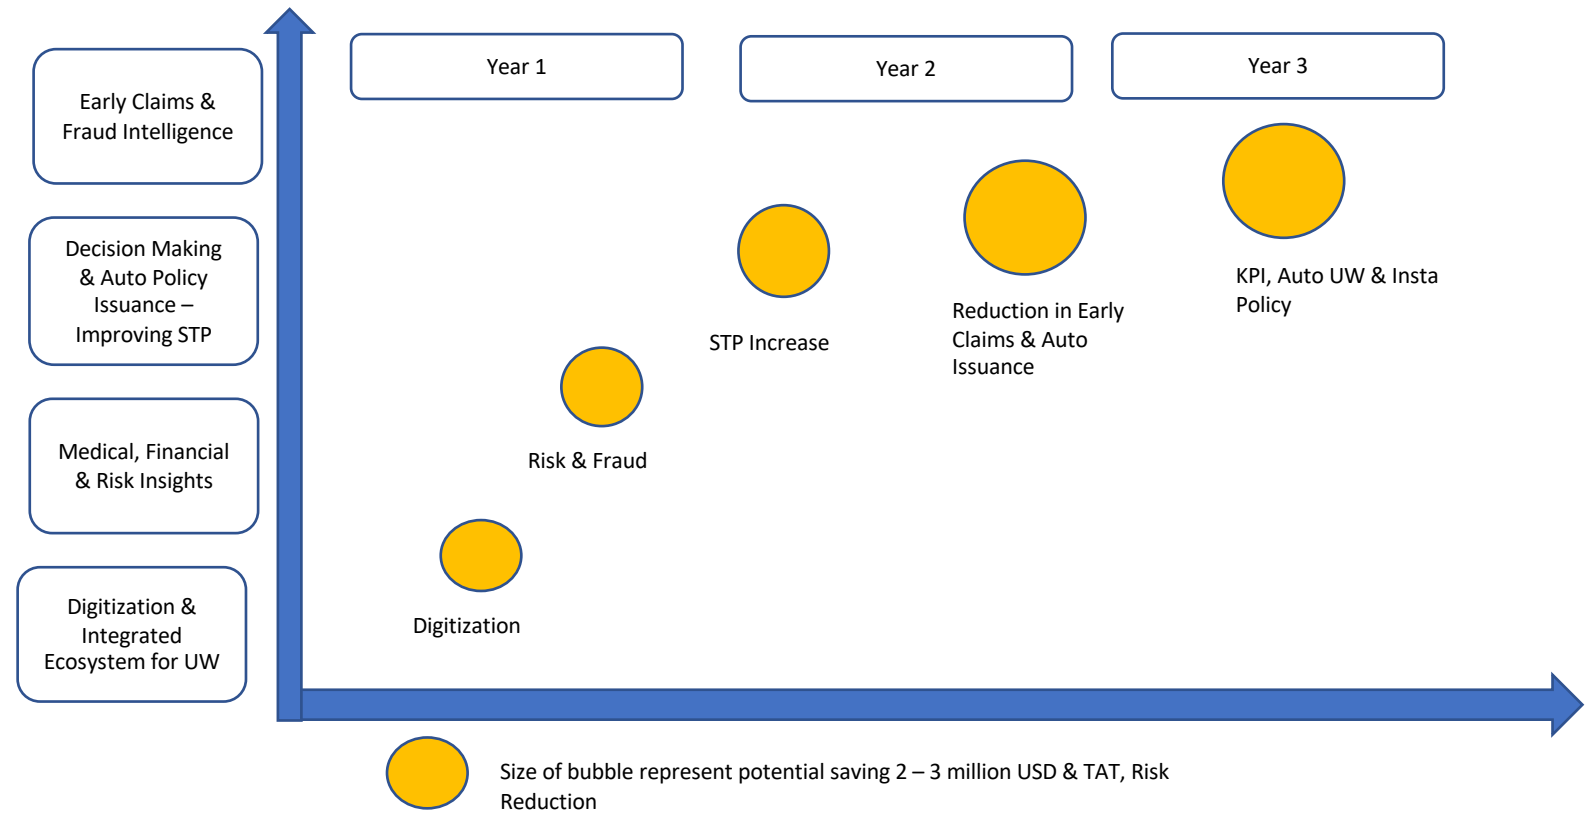 Year 1
Year 2
Year 3
Early Claims &
Fraud Intelligence
Decision Making
& Auto Policy
Issuance –
Improving STP
Medical, Financial
& Risk Insights
Digitization &
Integrated
Ecosystem for UW
Digitization
Risk & Fraud
STP Increase
Reduction in Early
Claims & Auto
Issuance
KPI, Auto UW & Insta
Policy
Size of bubble represent potential saving 2 – 3 million USD & TAT, Risk
Reduction